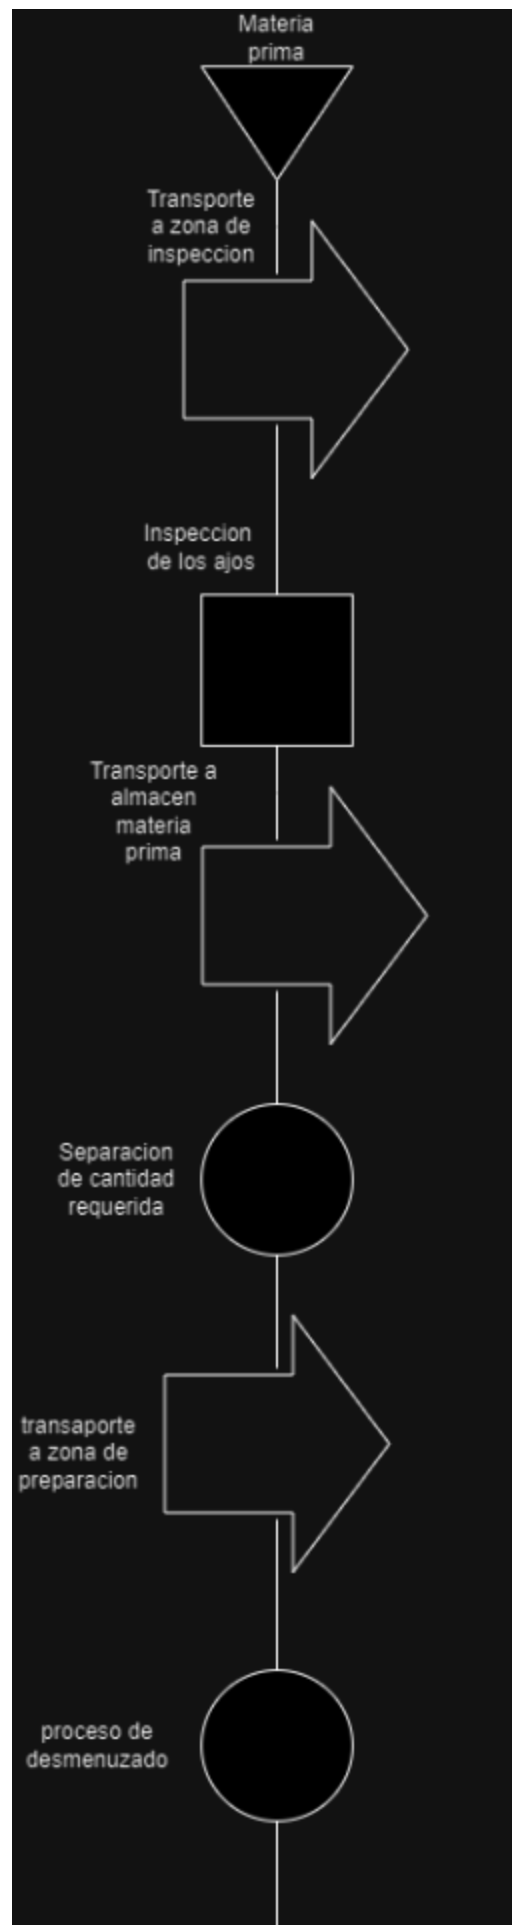 Materia
prima
Transporte
a zona de
inspeccion
Inspeccion
de los ajos
Transporte a
almacen
materia
prima
Separacion
de cantidad
requerida
transaporte
a zona de
preparacion
proceso de
desmenuzado